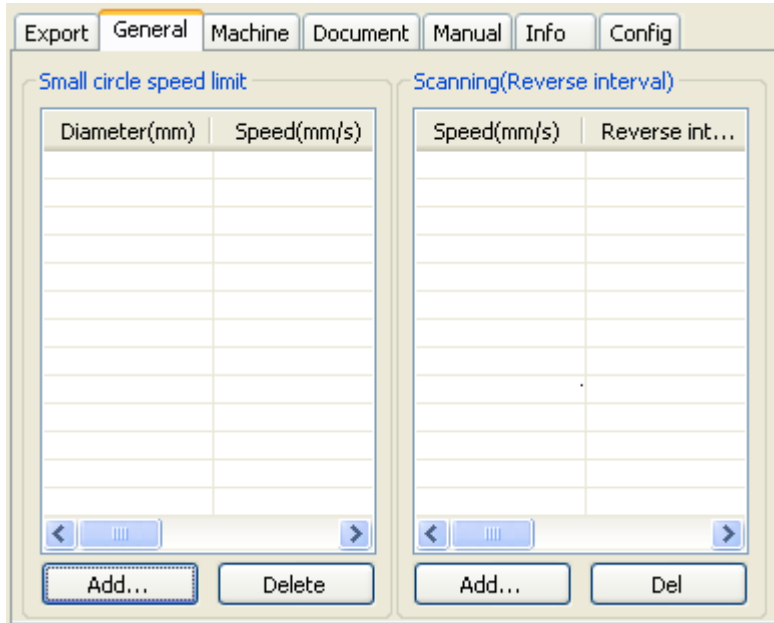 Export General Machine Document Manual Info Config
Small circle speed limit Scanning(Reverse interval)
Diameter(mm) Speed(mm/s) Speed(mm/s) Reverse int...
Add... Delete Add... Del